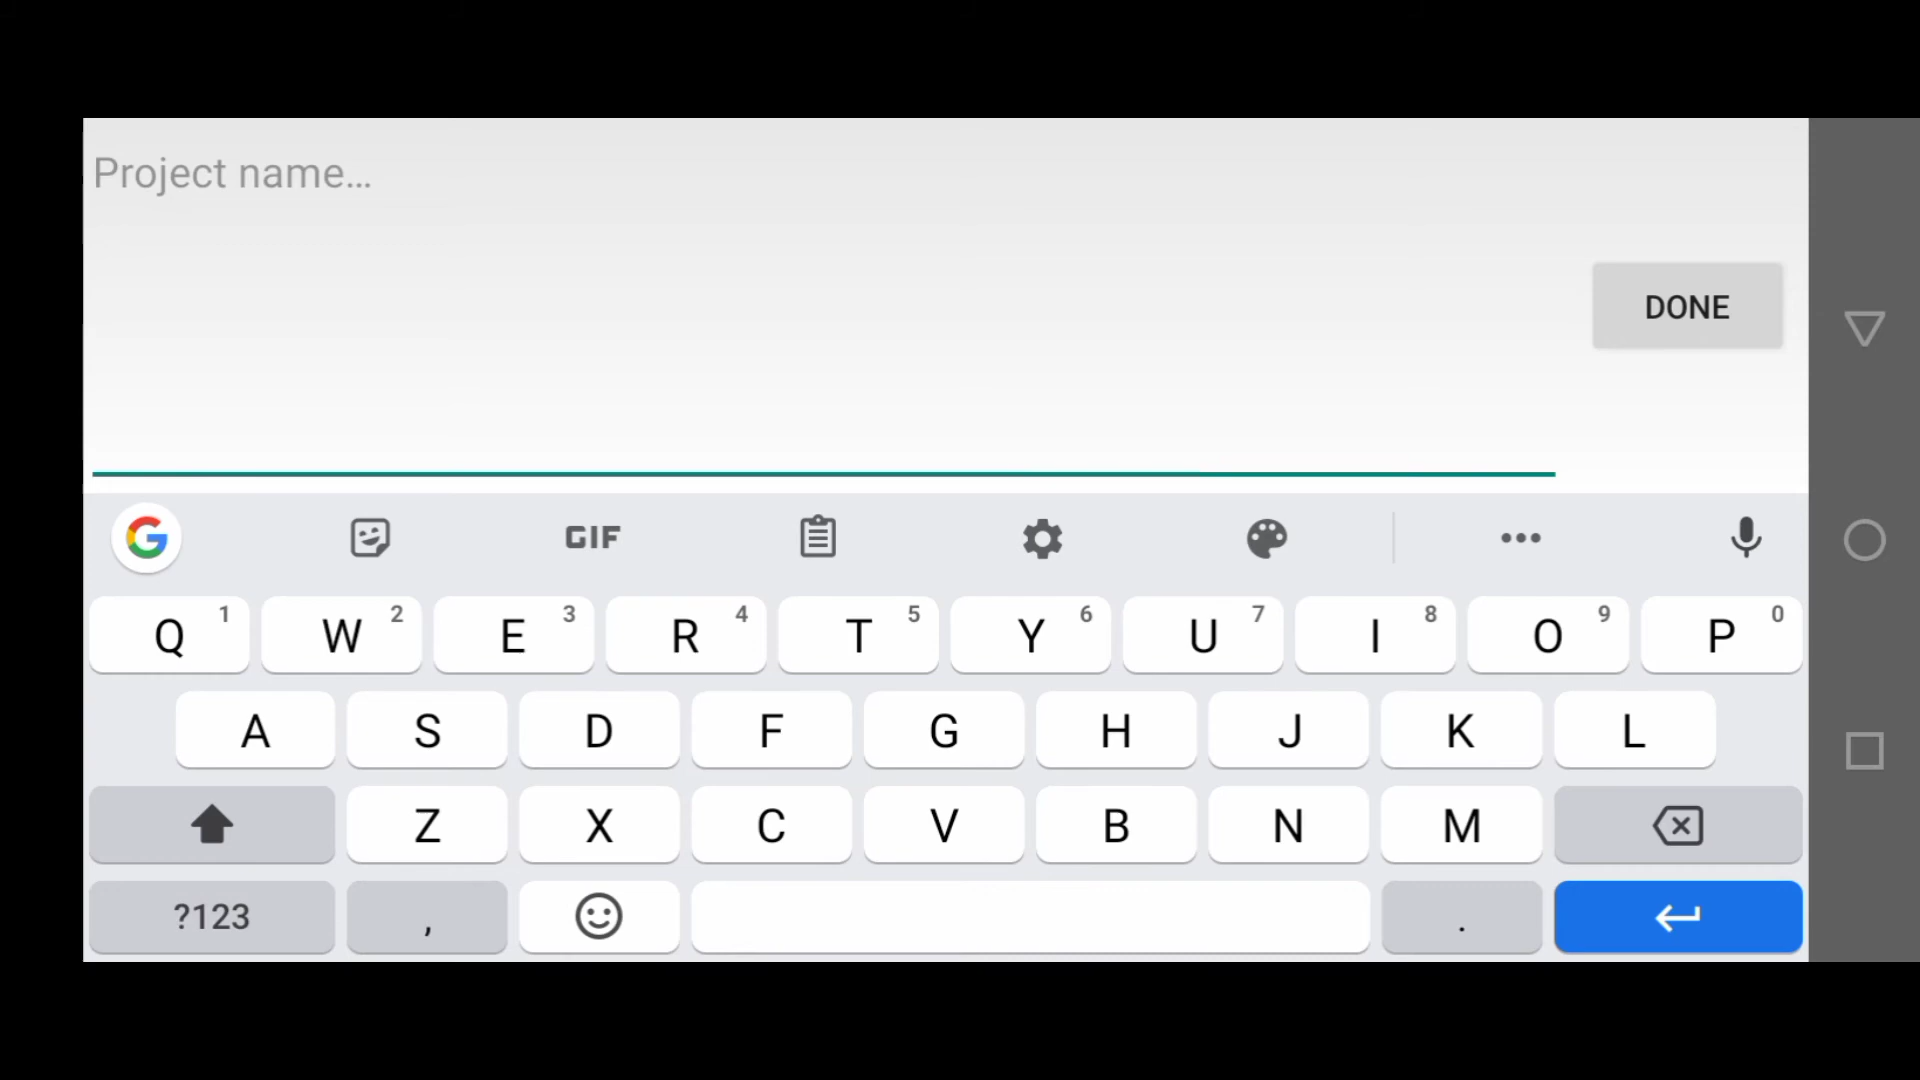 Project name...
DONE
G GIF
Q 1 W 2 E 3 R 4 T 5 Y 6 U 7 I 8 O 9 P 0
A S D F G H J K L
Z X C V B N M
?123 , .